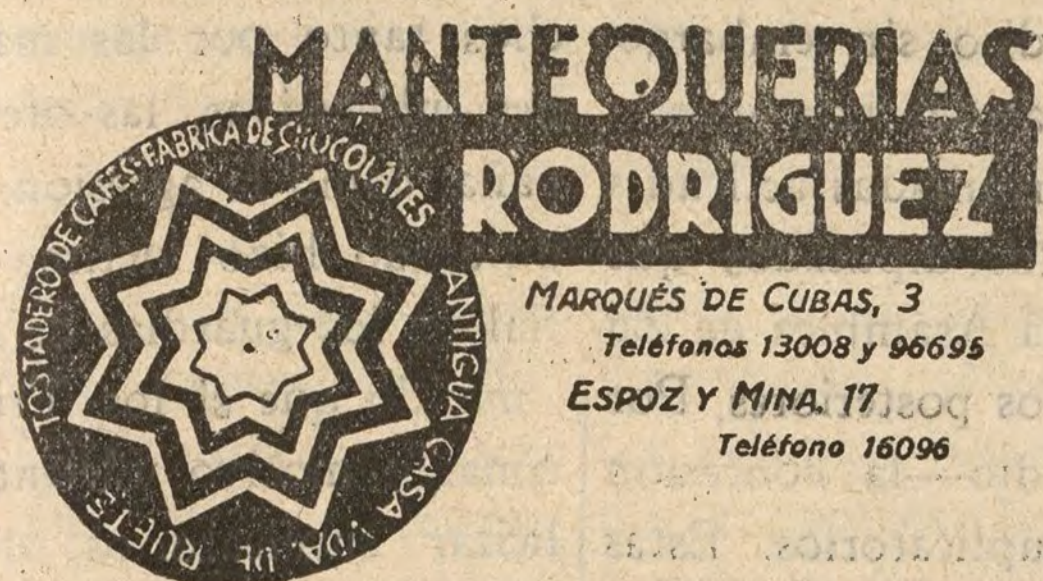 MANTEQUERIAS
RODRIGUEZ
TOSTADERO DE CAFES-FABRICA DE CHOCOLATES
ANTIGUA CASA VDA. DE RUETE
MARQUÉS DE CUBAS, 3
Teléfonos 13008 y 96695
ESPOZ Y MINA, 17
Teléfono 16096